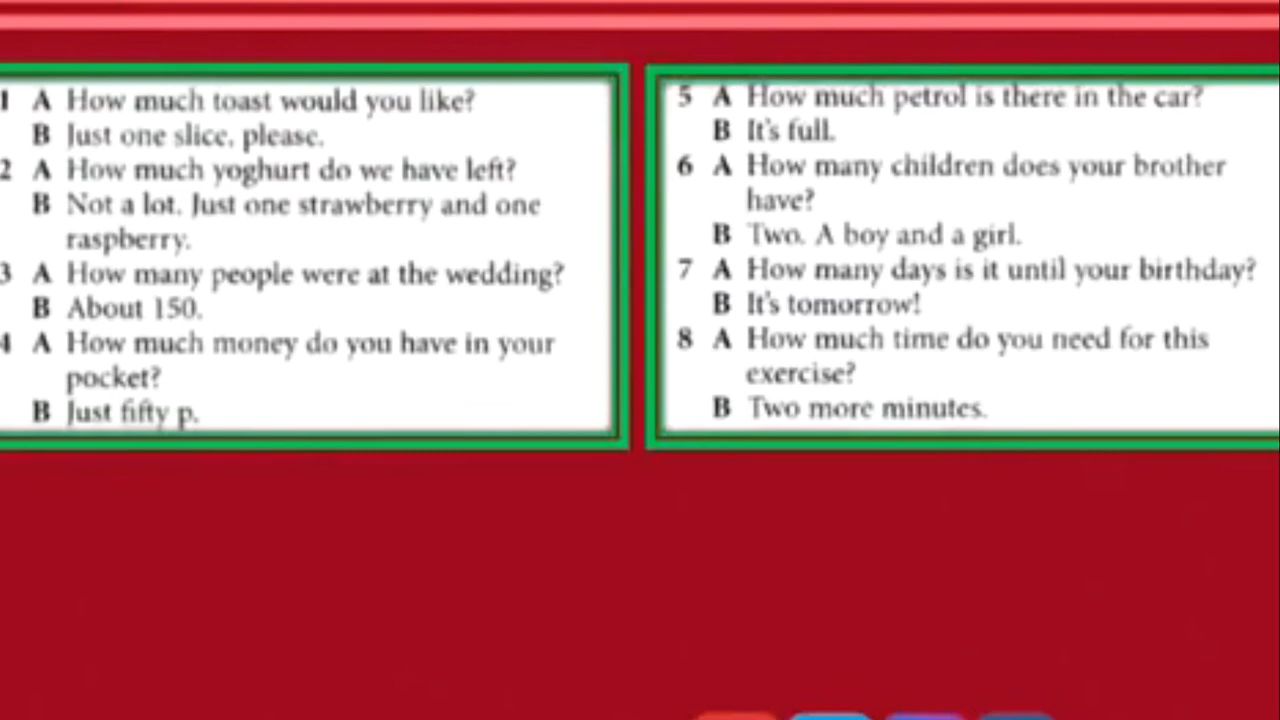 1 A How much toast would you like?
B Just one slice, please.
2 A How much yoghurt do we have left?
B Not a lot. Just one strawberry and one
raspberry.
3 A How many people were at the wedding?
B About 150.
4 A How much money do you have in your
pocket?
B Just fifty p.
5 A How much petrol is there in the car?
B It's full.
6 A How many children does your brother
have?
B Two. A boy and a girl.
7 A How many days is it until your birthday?
B It's tomorrow!
8 A How much time do you need for this
exercise?
B Two more minutes.